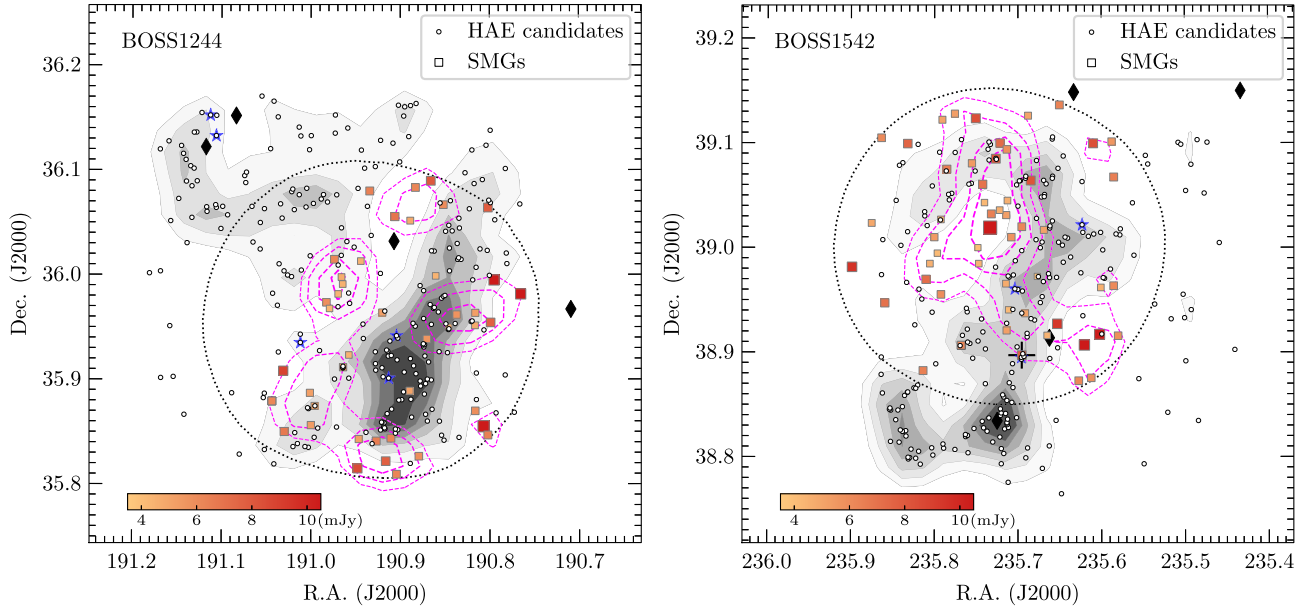 BOSS1244
HAE candidates
SMGs
36.2
36.1
36.0
35.9
35.8
Dec. (J2000)
4 6 8 10(mJy)
191.2 191.1 191.0 190.9 190.8 190.7
R.A. (J2000)
BOSS1542
HAE candidates
SMGs
39.2
39.1
39.0
38.9
38.8
Dec. (J2000)
4 6 8 10(mJy)
236.0 235.9 235.8 235.7 235.6 235.5 235.4
R.A. (J2000)